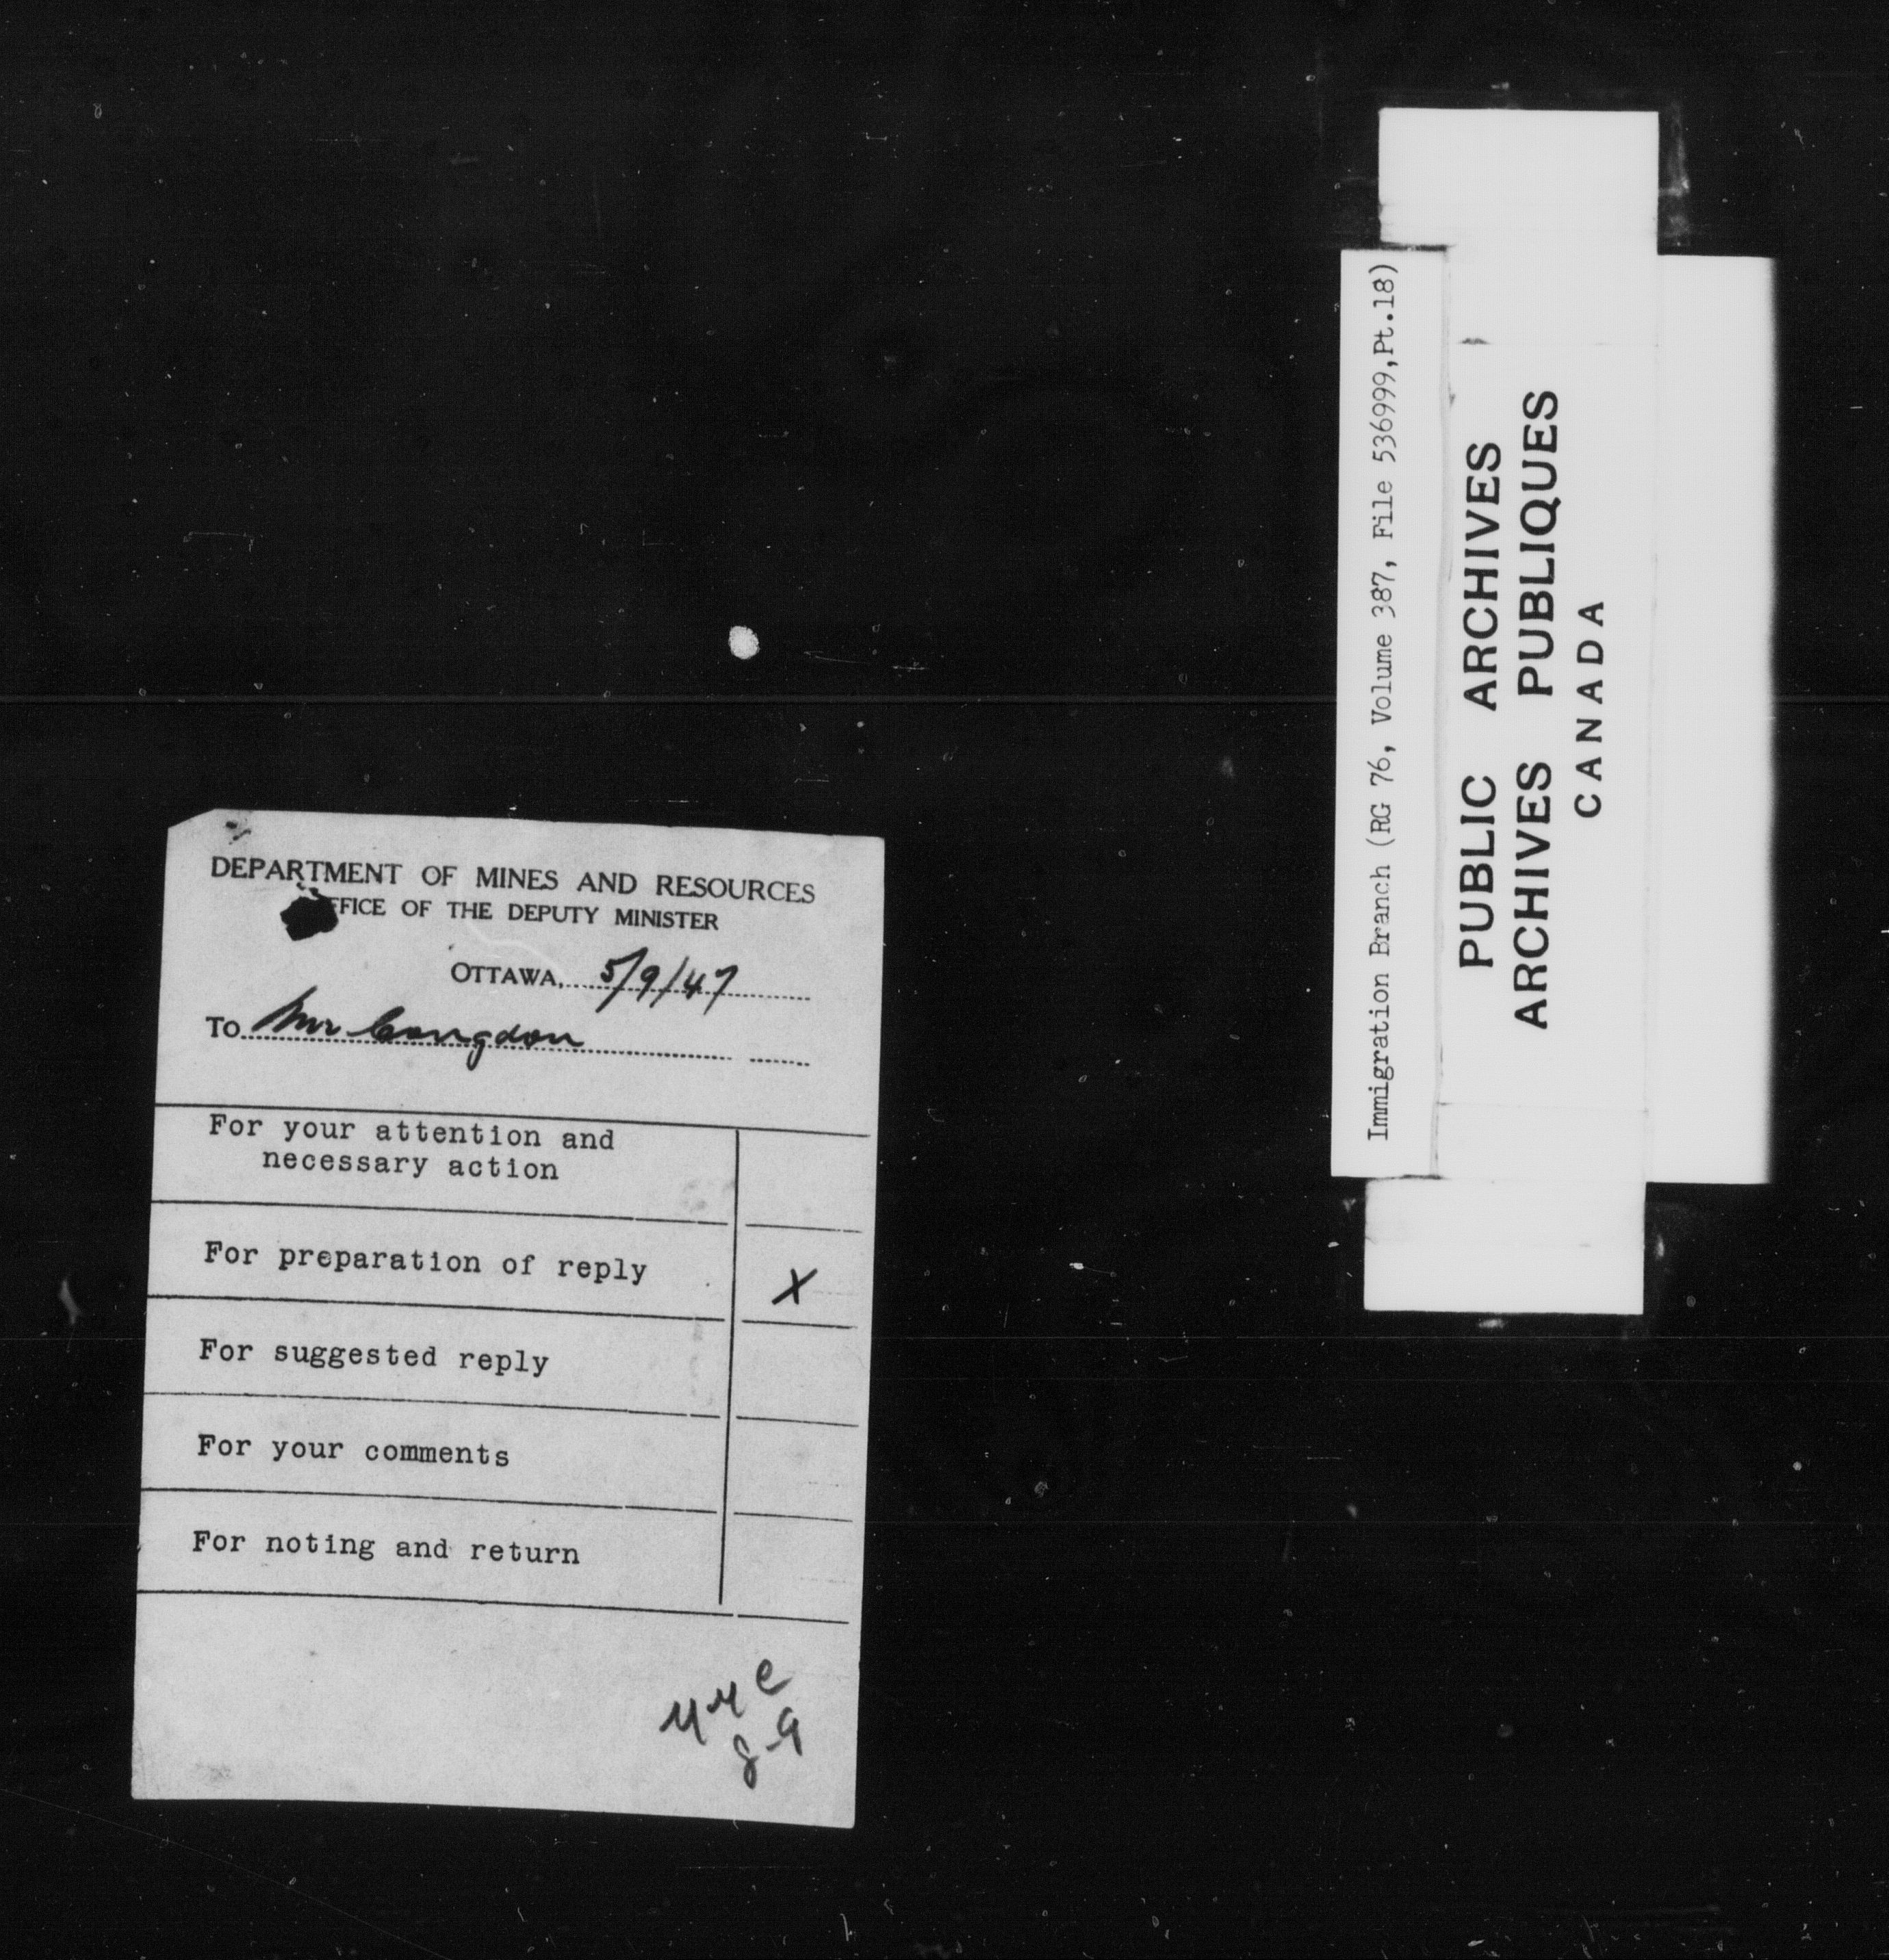 DEPARTMENT OF MINES AND RESOURCES
OFFICE OF THE DEPUTY MINISTER
OTTAWA, 5/9/47
To Mr Congdon
For your attention and
necessary action
For preparation of reply X
For suggested reply
For your comments
For noting and return
8-9
Immigration Branch (RG 76, Volume 387, File 536999,Pt.18)
PUBLIC ARCHIVES
ARCHIVES PUBLIQUES
CANADA